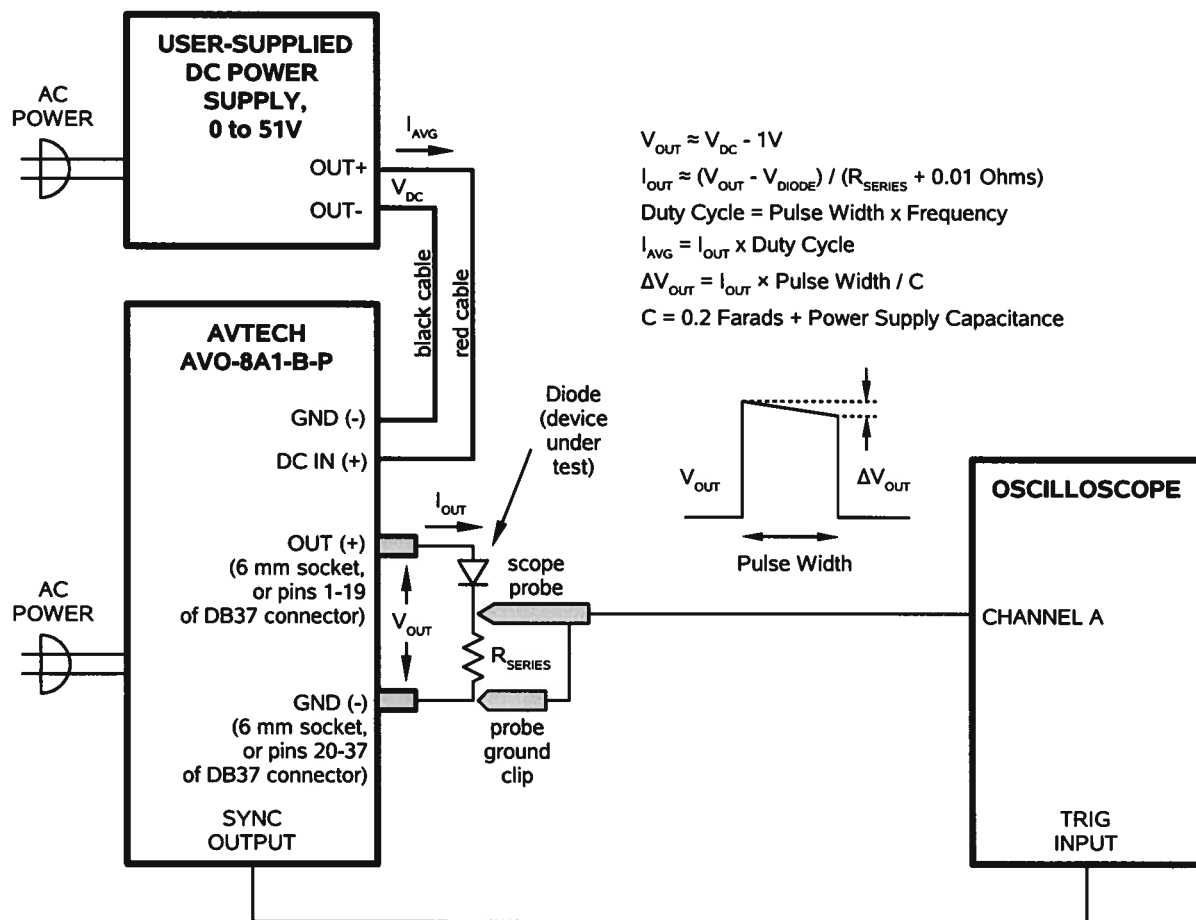 USER-SUPPLIED
DC POWER
SUPPLY,
0 to 51V
AC
POWER
I_AVG
OUT+
V_DC
OUT-
black cable
red cable
V_OUT ≈ V_DC - 1V
I_OUT ≈ (V_OUT - V_DIODE) / (R_SERIES + 0.01 Ohms)
Duty Cycle = Pulse Width x Frequency
I_AVG = I_OUT x Duty Cycle
ΔV_OUT = I_OUT × Pulse Width / C
C = 0.2 Farads + Power Supply Capacitance
AVTECH
AVO-8A1-B-P
GND (-)
DC IN (+)
Diode
(device
under
test)
I_OUT
OUT (+)
(6 mm socket,
or pins 1-19
of DB37 connector)
V_OUT
scope
probe
R_SERIES
AC
POWER
GND (-)
(6 mm socket,
or pins 20-37
of DB37 connector)
probe
ground
clip
SYNC
OUTPUT
V_OUT
ΔV_OUT
Pulse Width
OSCILLOSCOPE
CHANNEL A
TRIG
INPUT